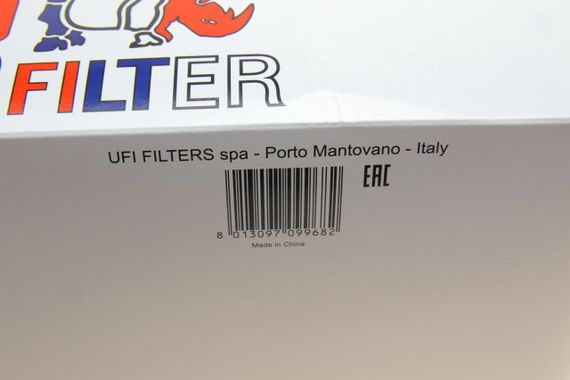 FILTER
UFI FILTERS spa - Porto Mantovano - Italy
EAC
8 013097 099682
Made in China